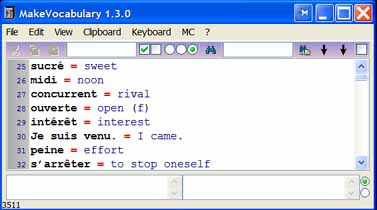 MakeVocabulary 1.3.0
File Edit View Clipboard Keyboard MC ?
25 sucré = sweet
26 midi = noon
27 concurrent = rival
28 ouverte = open (f)
29 intérêt = interest
30 Je suis venu. = I came.
31 peine = effort
32 s'arrêter = to stop oneself
3511